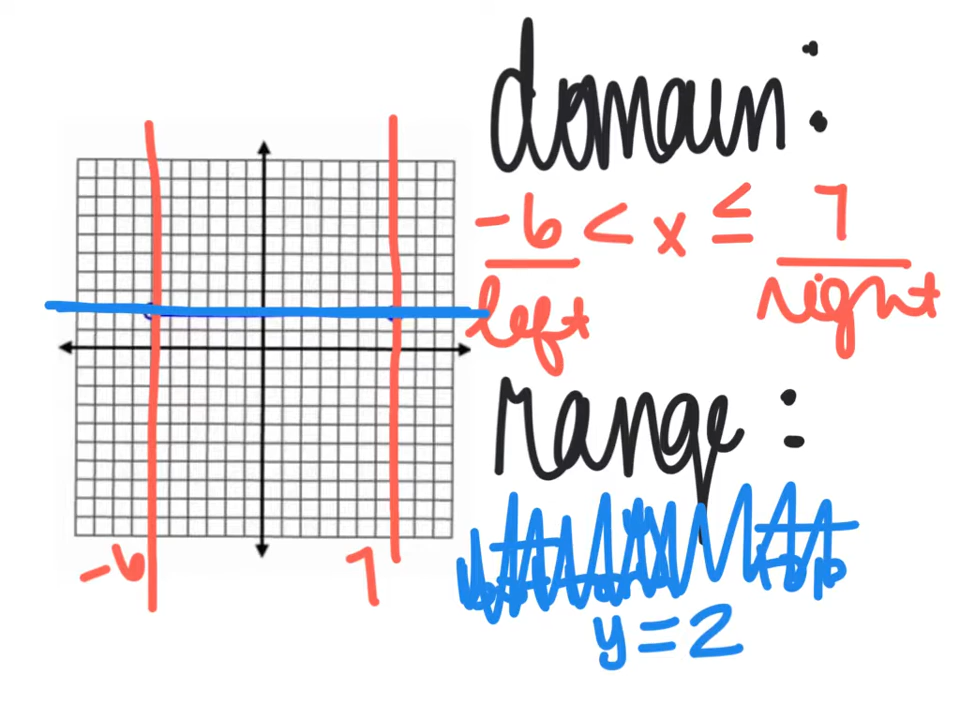 domain:
-6 < x ≤ 7
left right
range:
y=2
-6 7